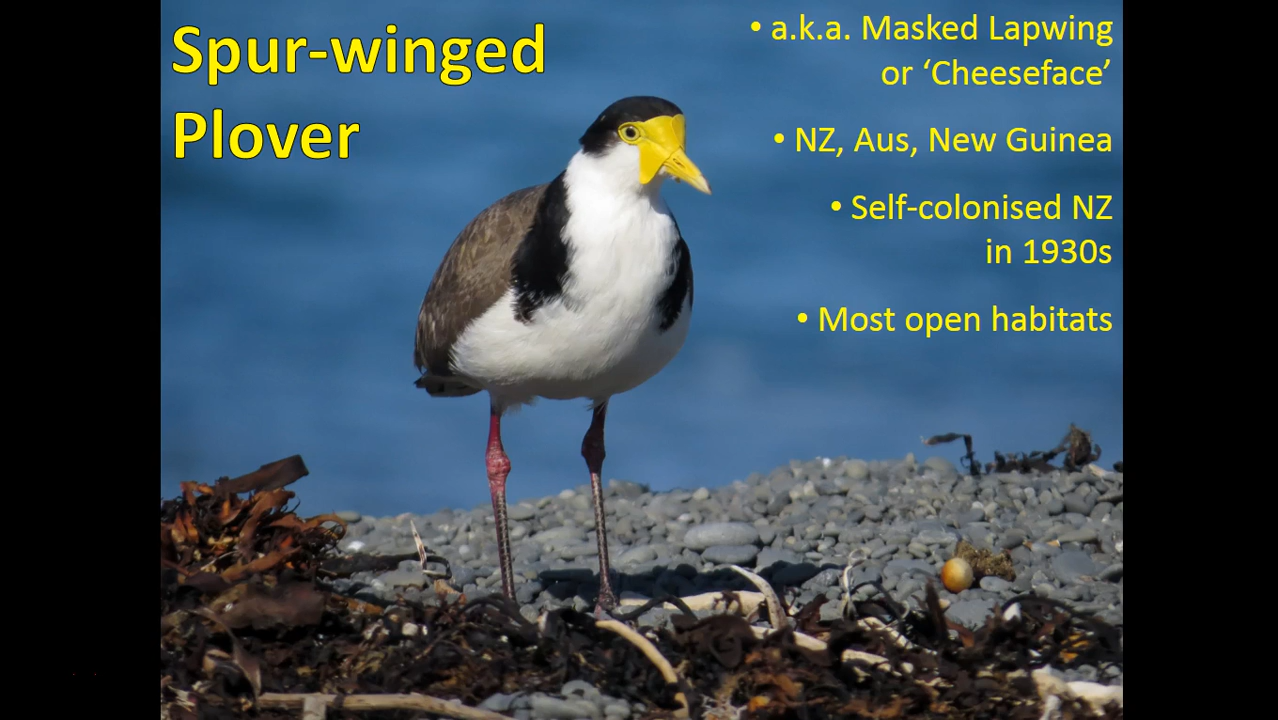 Spur-winged
Plover
• a.k.a. Masked Lapwing
or ‘Cheeseface’
• NZ, Aus, New Guinea
• Self-colonised NZ
in 1930s
• Most open habitats